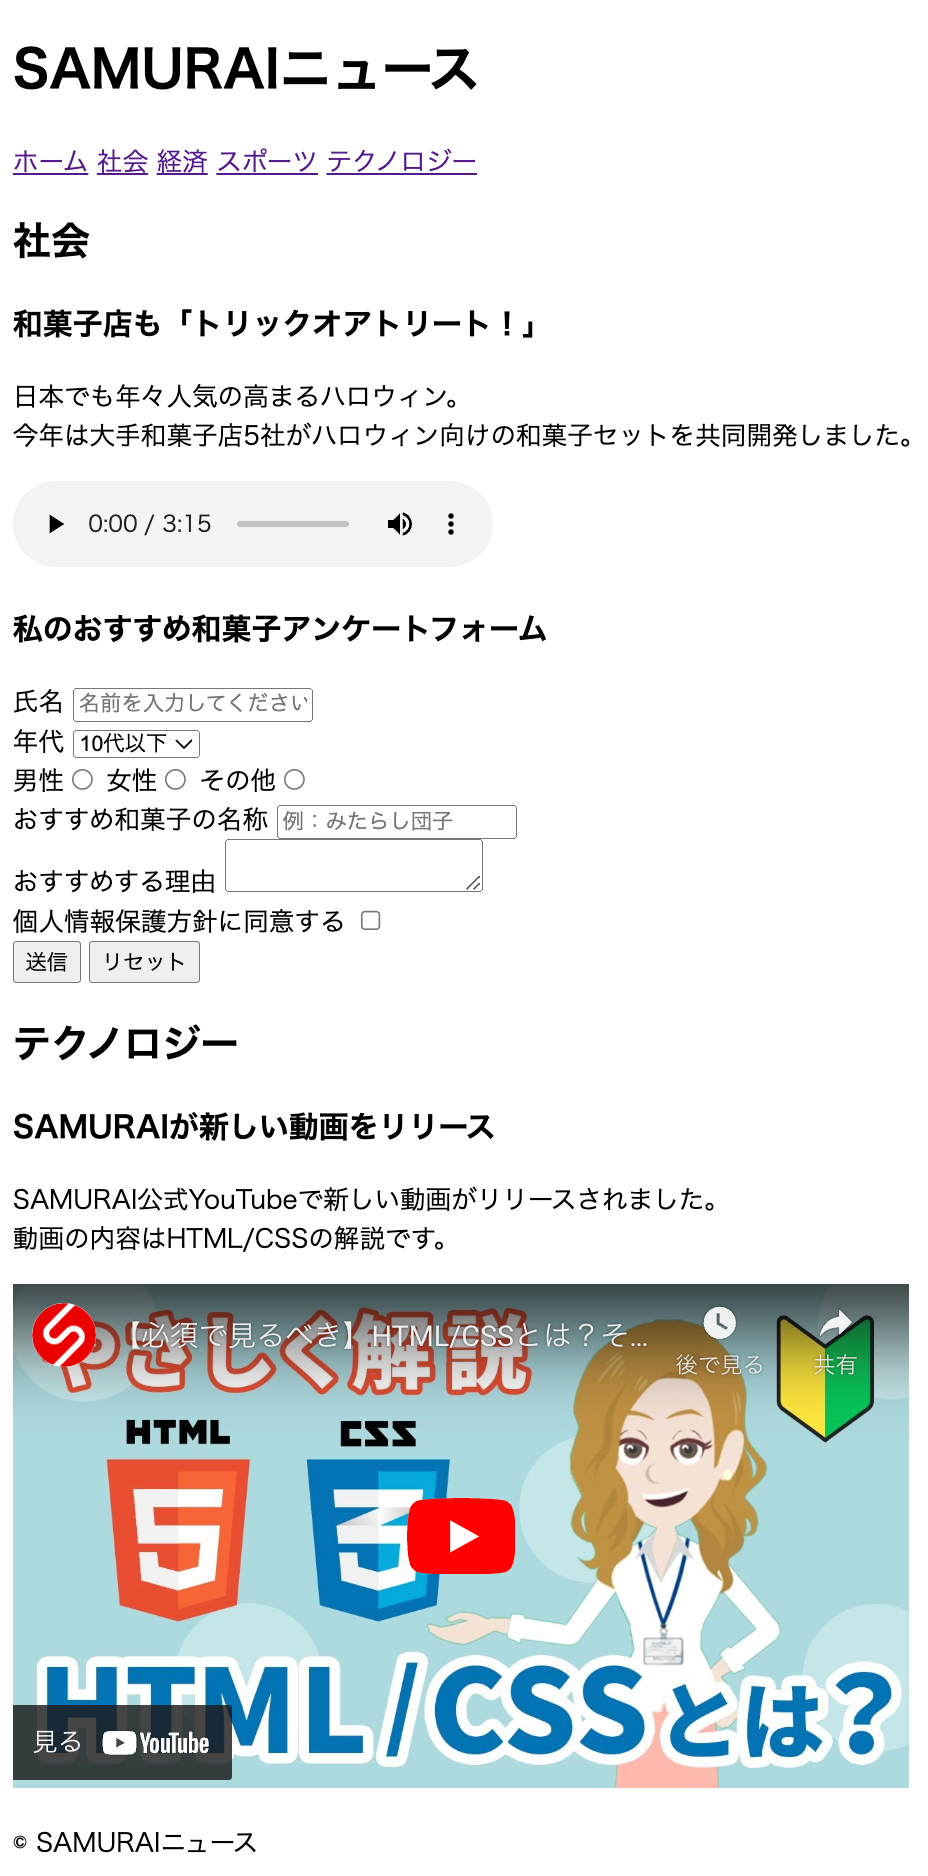 SAMURAIニュース
ホーム 社会 経済 スポーツ テクノロジー
社会
和菓子店も「トリックオアトリート！」
日本でも年々人気の高まるハロウィン。
今年は大手和菓子店5社がハロウィン向けの和菓子セットを共同開発しました。
0:00 / 3:15
私のおすすめ和菓子アンケートフォーム
氏名 名前を入力してください
年代 10代以下
男性 女性 その他
おすすめ和菓子の名称 例：みたらし団子
おすすめする理由
個人情報保護方針に同意する
送信 リセット
テクノロジー
SAMURAIが新しい動画をリリース
SAMURAI公式YouTubeで新しい動画がリリースされました。
動画の内容はHTML/CSSの解説です。
【必須で見るべき】HTML/CSSとは？そ...
後で見る 共有
やさしく解説
HTML CSS
5 3
HTML/CSSとは？
見る YouTube
© SAMURAIニュース